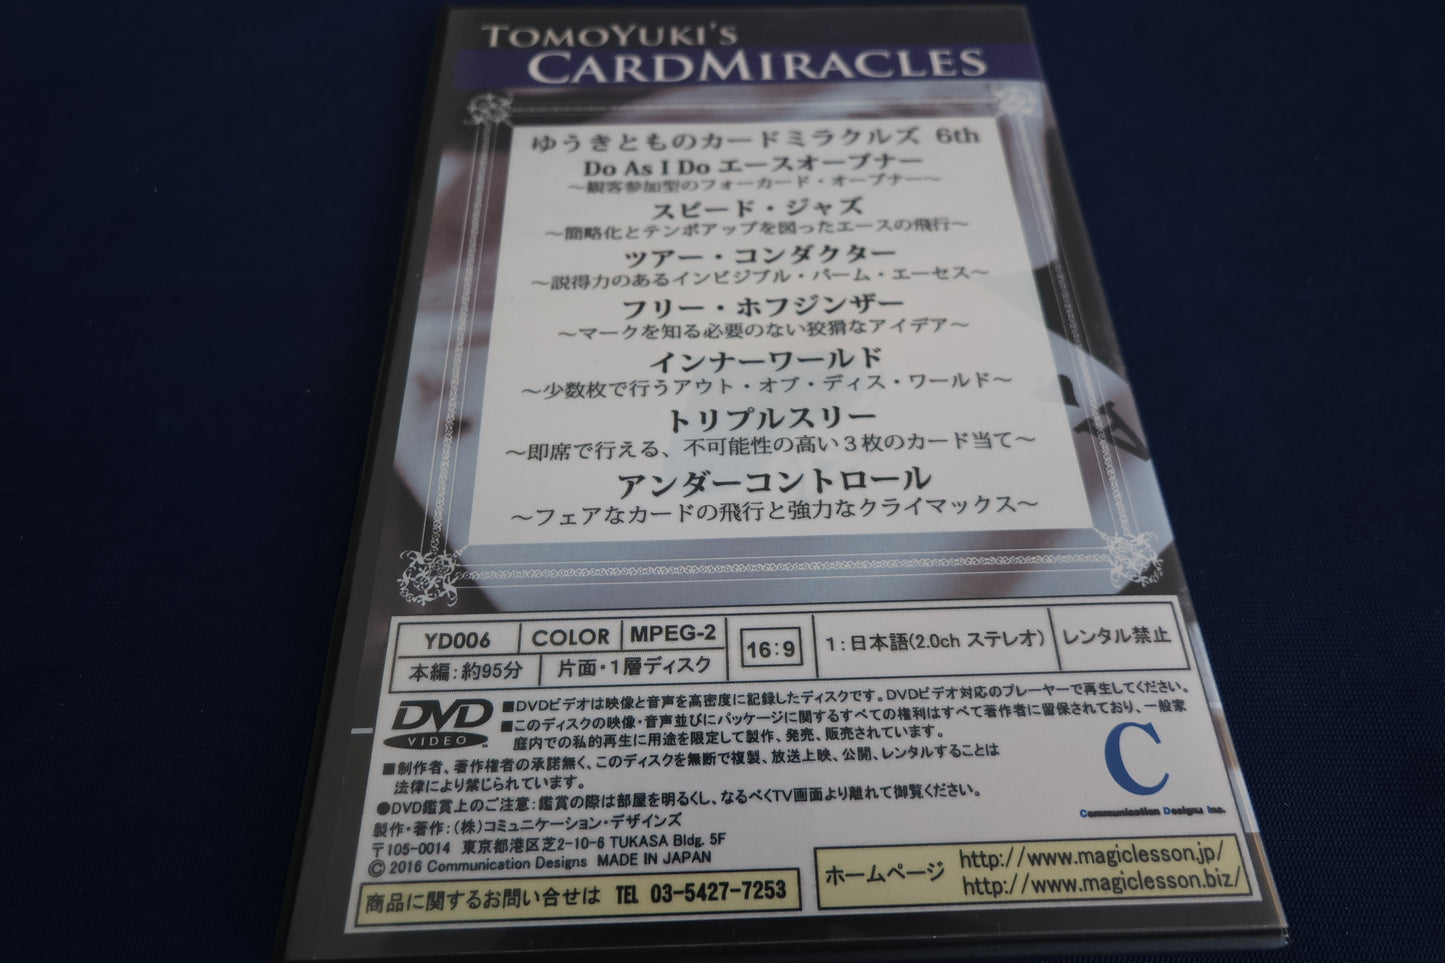 TOMOYUKI'S
CARDMIRACLES
ゆうきとものカードミラクルズ 6th
Do As I Do エースオープナー
～観客参加型のフォーカード・オープナー～
スピード・ジャズ
～簡略化とテンポアップを図ったエースの飛行～
ツアー・コンダクター
～説得力のあるインビジブル・パーム・エーセス～
フリー・ホフジンザー
～マークを知る必要のない狡猾なアイデア～
インナーワールド
～少数枚で行うアウト・オブ・ディス・ワールド～
トリプルスリー
～即席で行える、不可能性の高い３枚のカード当て～
アンダーコントロール
～フェアなカードの飛行と強力なクライマックス～
YD006 COLOR MPEG-2 16:9 1:日本語(2.0ch ステレオ) レンタル禁止
本編:約95分 片面・1層ディスク
DVD VIDEO
■DVDビデオは映像と音声を高密度に記録したディスクです。DVDビデオ対応のプレーヤーで再生してください。
■このディスクの映像・音声並びにパッケージに関するすべての権利はすべて著作者に留保されており、一般家
庭内での私的再生に用途を限定して製作、発売、販売されています。
■制作者、著作権者の承諾無く、このディスクを無断で複製、放送上映、公開、レンタルすることは
法律により禁じられています。
●DVD鑑賞上のご注意:鑑賞の際は部屋を明るくし、なるべくTV画面より離れて御覧ください。
C
Communication Designs Inc.
製作・著作:(株)コミュニケーション・デザインズ
〒105-0014 東京都港区芝2-10-6 TUKASA Bldg. 5F
© 2016 Communication Designs MADE IN JAPAN
商品に関するお問い合せは TEL 03-5427-7253
ホームページ http://www.magiclesson.jp/
http://www.magiclesson.biz/